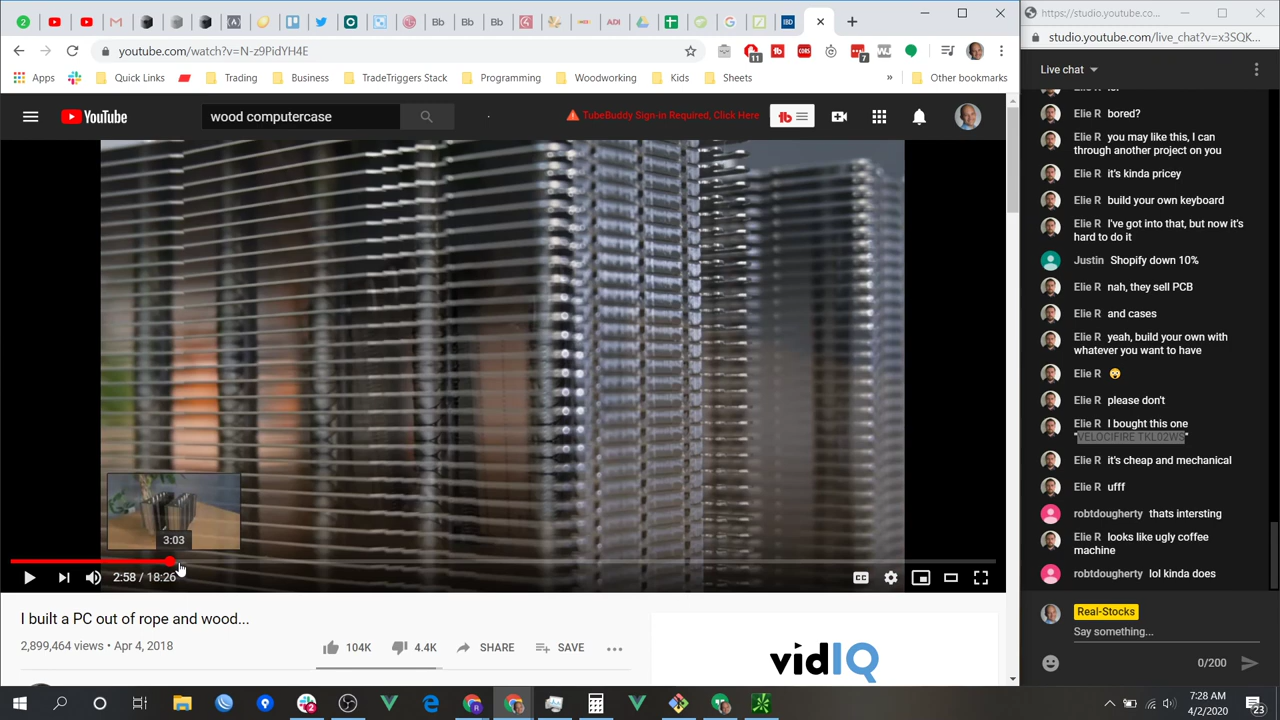 https://studio.youtube.co...
youtube.com/watch?v=N-z9PidYH4E
11
7
studio.youtube.com/live_chat?v=x3SQK...
Apps
Quick Links
Trading
Business
TradeTriggers Stack
Programming
Woodworking
Kids
Sheets
»
Other bookmarks
YouTube
wood computercase
TubeBuddy Sign-in Required, Click Here
3:03
2:58 / 18:26
CC
I built a PC out of rope and wood...
2,899,464 views • Apr 4, 2018
104K
4.4K
SHARE
SAVE
vidIQ
Live chat
Elie R bored?
Elie R you may like this, I can
through another project on you
Elie R it's kinda pricey
Elie R build your own keyboard
Elie R I've got into that, but now it's
hard to do it
Justin Shopify down 10%
Elie R nah, they sell PCB
Elie R and cases
Elie R yeah, build your own with
whatever you want to have
Elie R 😳
Elie R please don't
Elie R I bought this one
"VELOCIFIRE TKL02WS"
Elie R it's cheap and mechanical
Elie R ufff
robtdougherty thats intersting
Elie R looks like ugly coffee
machine
robtdougherty lol kinda does
Real-Stocks
Say something...
0/200
7:28 AM
4/2/2020
23